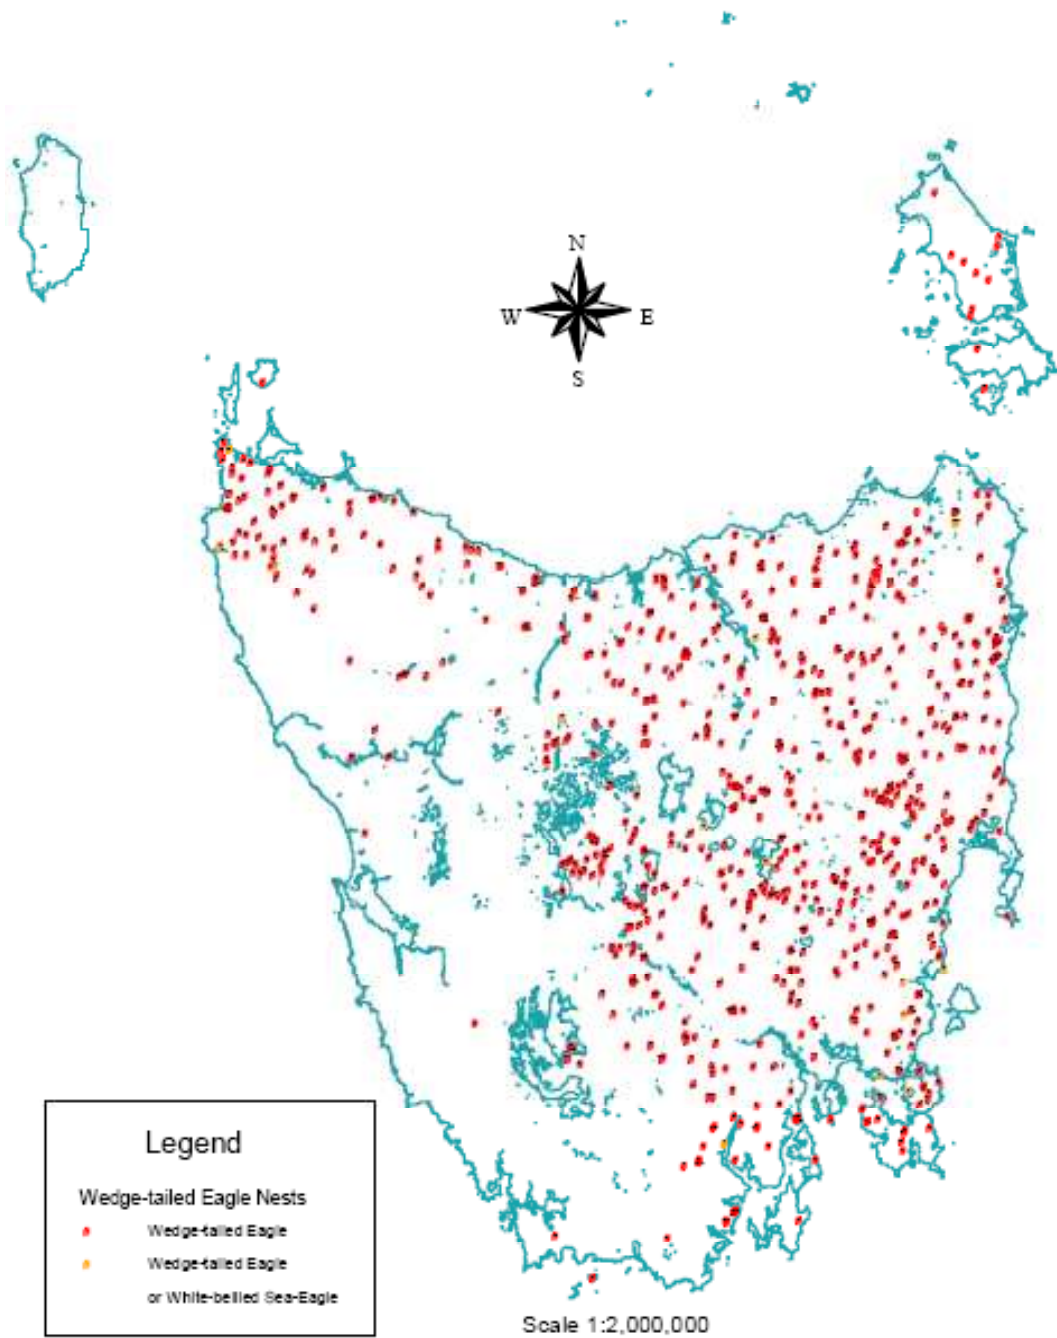 N
W E
S
Legend
Wedge-tailed Eagle Nests
Wedge-tailed Eagle
Wedge-tailed Eagle
or White-bellied Sea-Eagle
Scale 1:2,000,000